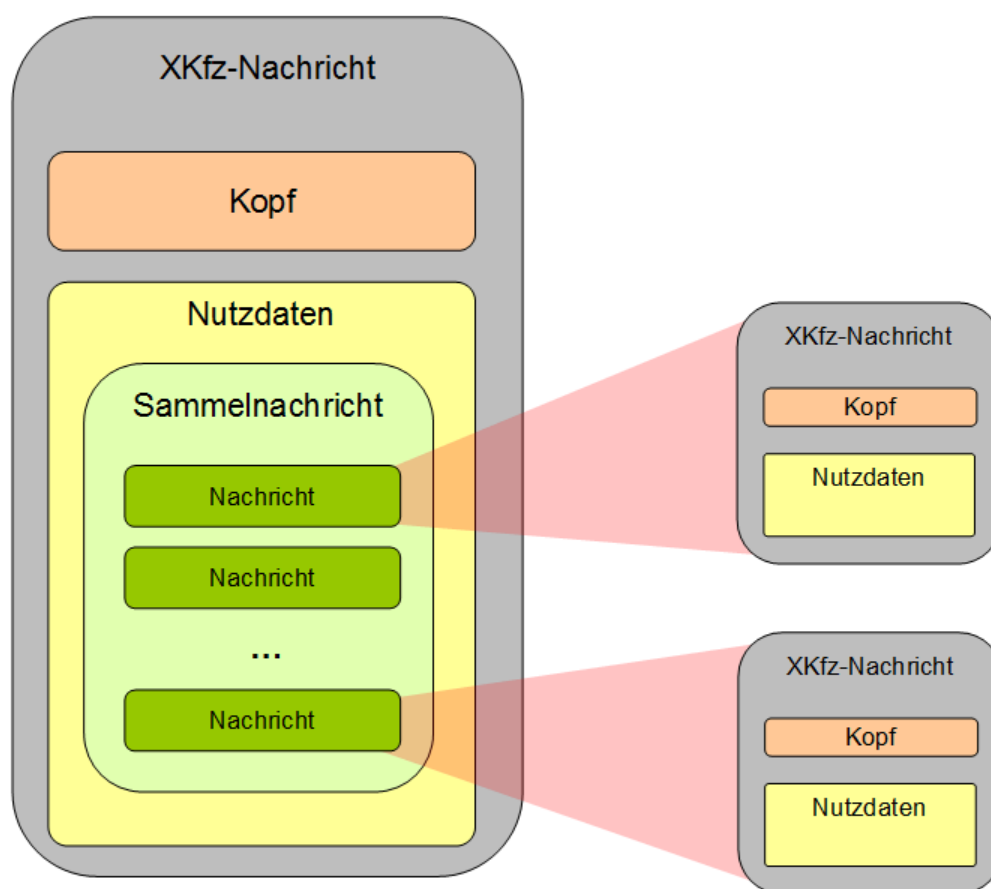 XKfz-Nachricht
Kopf
Nutzdaten
Sammelnachricht
Nachricht
Nachricht
...
Nachricht
XKfz-Nachricht
Kopf
Nutzdaten
XKfz-Nachricht
Kopf
Nutzdaten